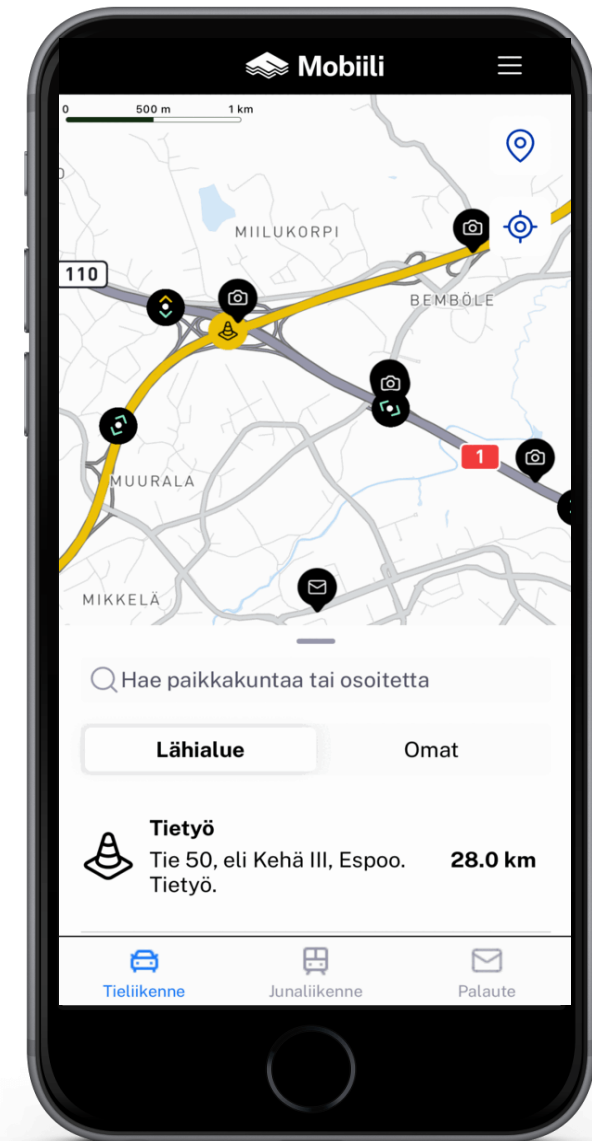 Mobiili
0 500 m 1 km
MIILUKORPI
110
BEMBÖLE
1
MUURALA
MIKKELÄ
Hae paikkakuntaa tai osoitetta
Lähialue Omat
Tietyö
Tie 50, eli Kehä III, Espoo. 28.0 km
Tietyö.
Tieliikenne Junaliikenne Palaute